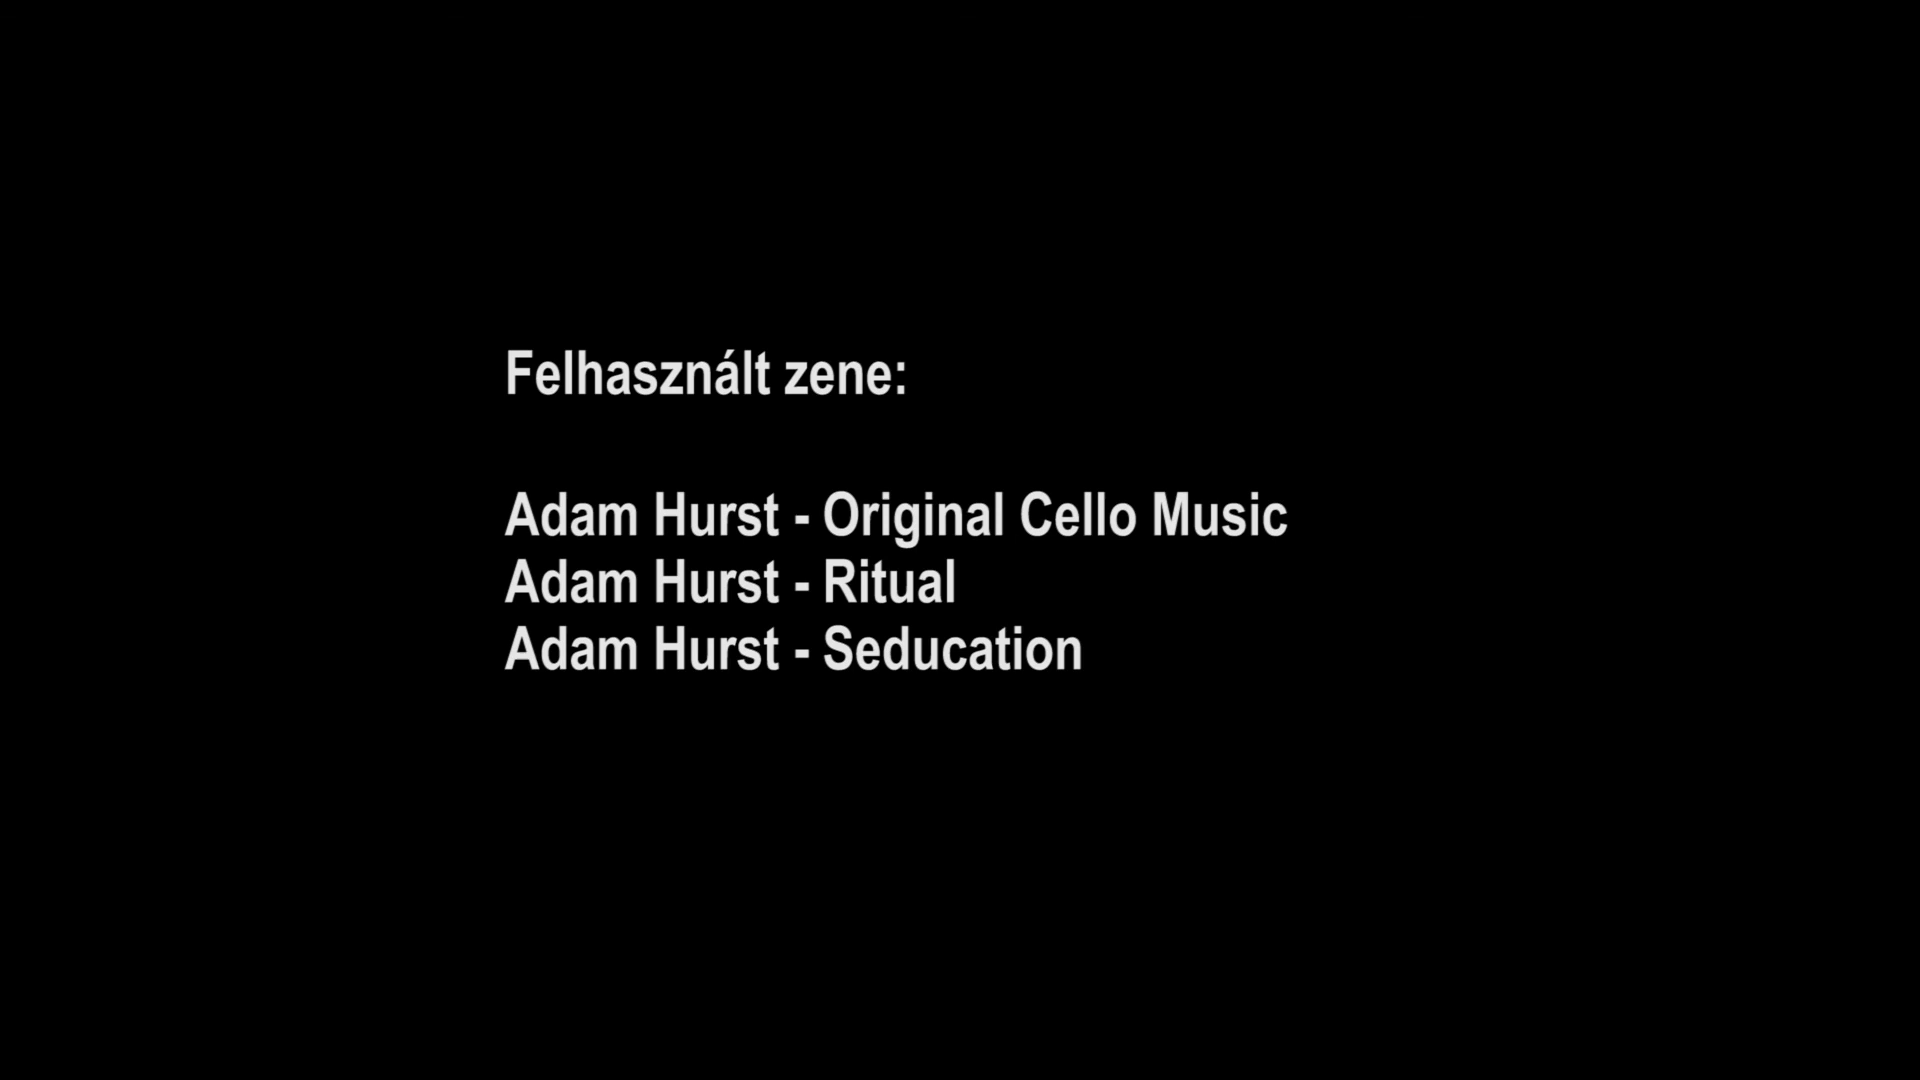 Felhasznált zene:
Adam Hurst - Original Cello Music
Adam Hurst - Ritual
Adam Hurst - Seducation